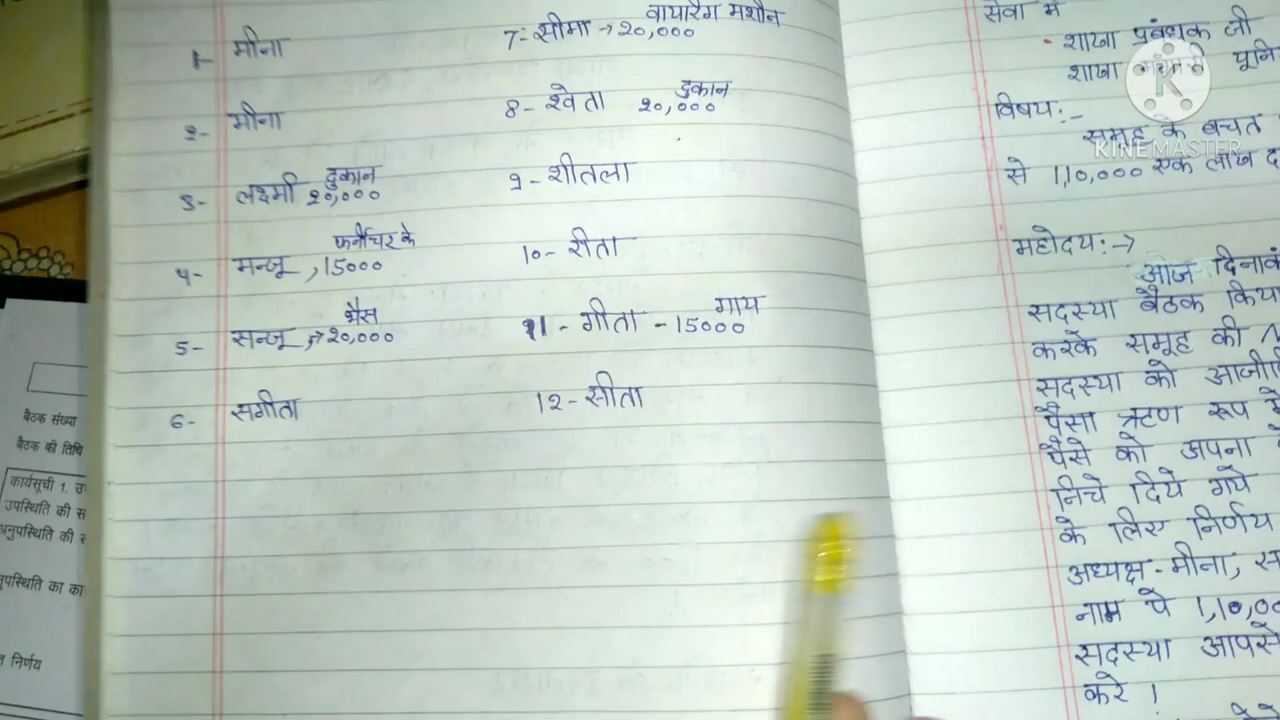 1- मीना
2- मीना
3- लक्ष्मी दुकान 20,000
4- मन्जू, फर्नीचर के 15000
5- सन्जू, → भैस 20,000
6- सगीता
7- सीमा → 20,000 वायरिंग मशीन
8- श्वेता 20,000 दुकान
9- शीतला
10- रीता
11- गीता - 15000 गाय
12- सीता
सेवा में
शाखा प्रबंधक जी
शाखा
विषय:-
समूह के बचत
से 1,10,000 एक लाख
महोदय:→
आज दिनांक
सदस्या बैठक किया
करके समूह की
सदस्या को
पैसा ऋण रूप
पैसे को अपना
निचे दिये गये
के लिए निर्णय
अध्यक्ष - मीना,
नाम पे 1,10,00
सदस्या आपसे
करे !
बैठक संख्या
बैठक की तिथि
कार्यसूची 1.
उपस्थिति की
अनुपस्थिति की
अनुपस्थिति का
निर्णय
KINEMASTER